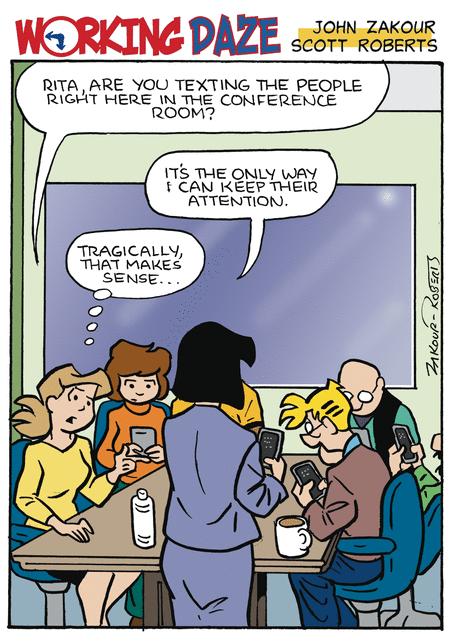 WORKING DAZE
JOHN ZAKOUR
SCOTT ROBERTS
RITA, ARE YOU TEXTING THE PEOPLE
RIGHT HERE IN THE CONFERENCE
ROOM?
IT'S THE ONLY WAY
I CAN KEEP THEIR
ATTENTION.
TRAGICALLY,
THAT MAKES
SENSE...
ZAKOUR-ROBERTS